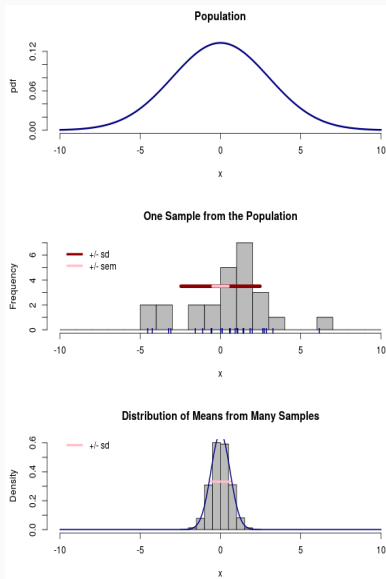 Population
pdf
0.00 0.06 0.12
-10 -5 0 5 10
x
One Sample from the Population
+/- sd
+/- sem
Frequency
0 2 4 6
-10 -5 0 5 10
x
Distribution of Means from Many Samples
+/- sd
Density
0.0 0.2 0.4 0.6
-10 -5 0 5 10
x